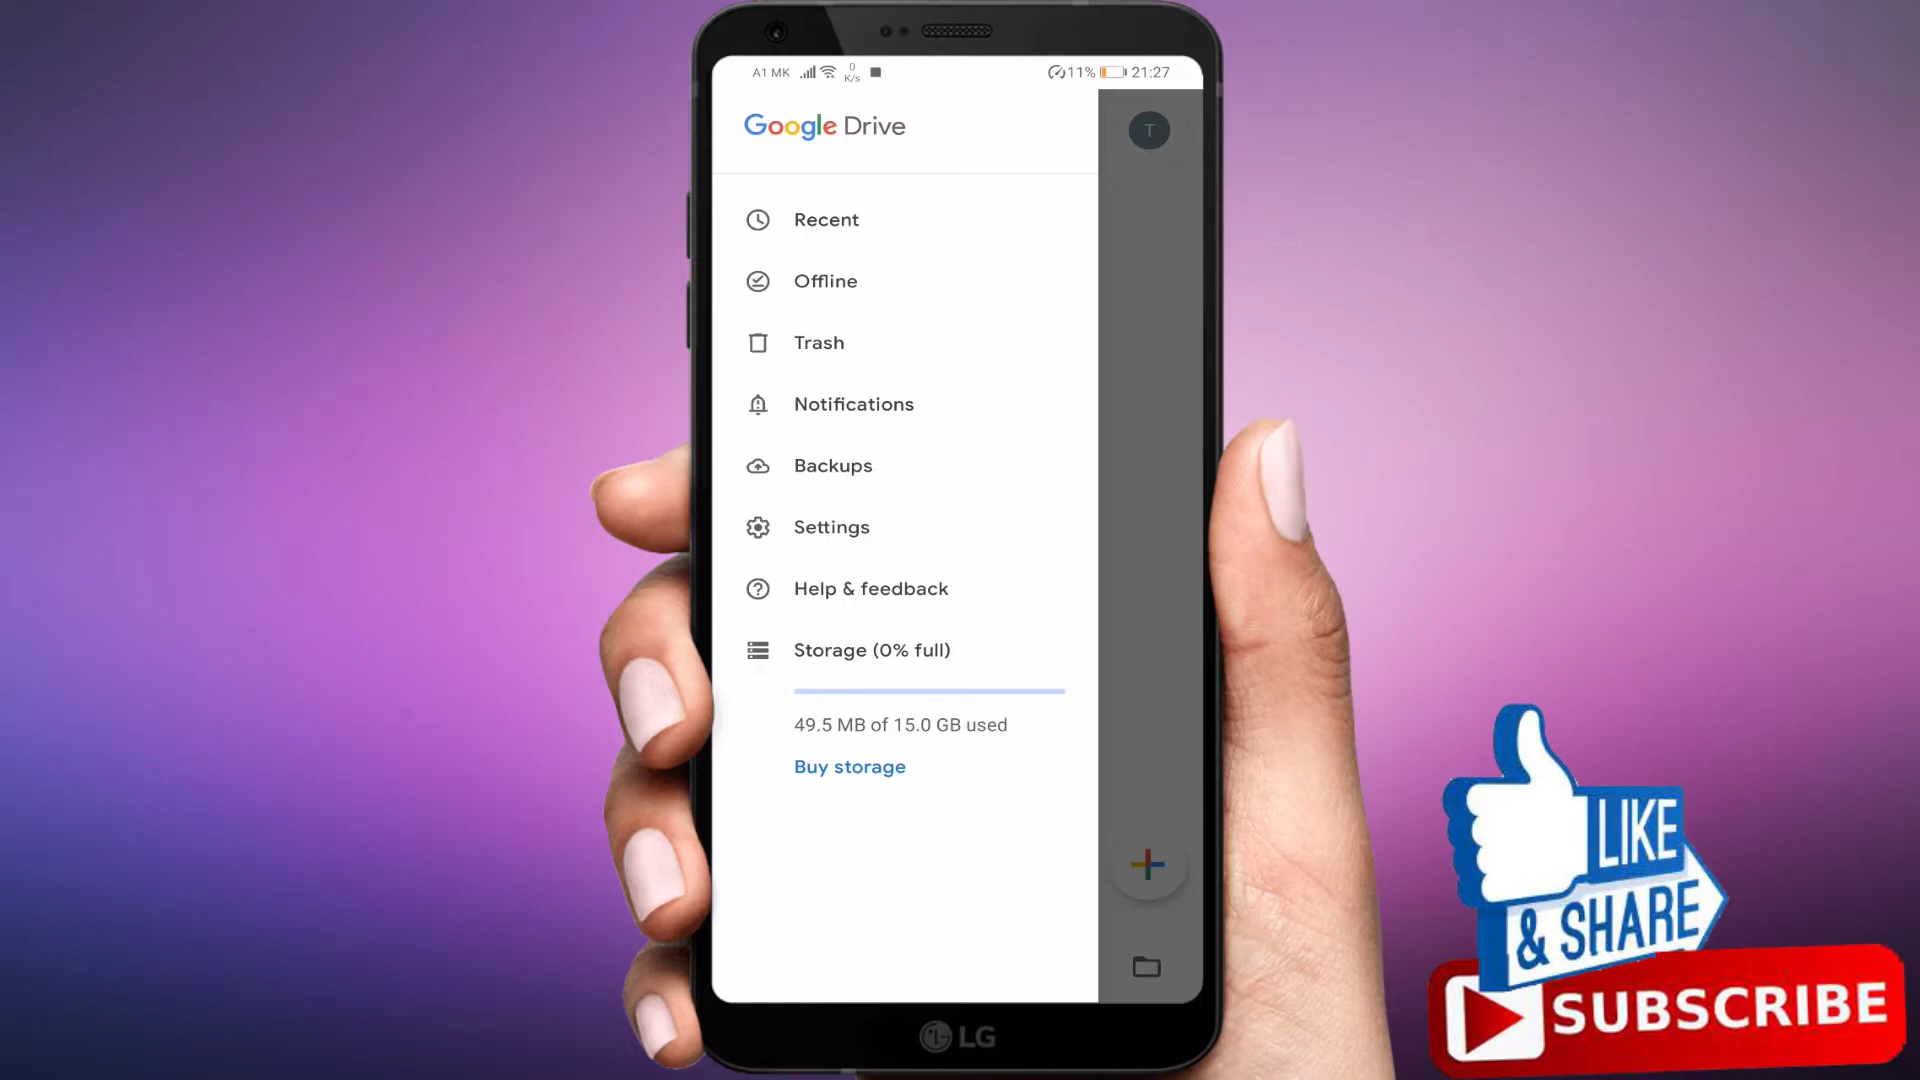 A1 MK 0 K/s 11% 21:27
Google Drive
T
Recent
Offline
Trash
Notifications
Backups
Settings
Help & feedback
Storage (0% full)
49.5 MB of 15.0 GB used
Buy storage
LG
LIKE
& SHARE
SUBSCRIBE